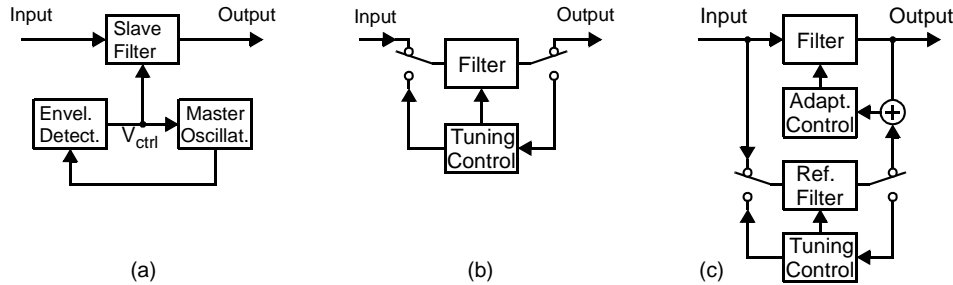 Input
Slave
Filter
Output
Envel.
Detect.
Vctrl
Master
Oscillat.
(a)
Input
Filter
Output
Tuning
Control
(b)
Input
Filter
Output
Adapt.
Control
+
Ref.
Filter
Tuning
Control
(c)